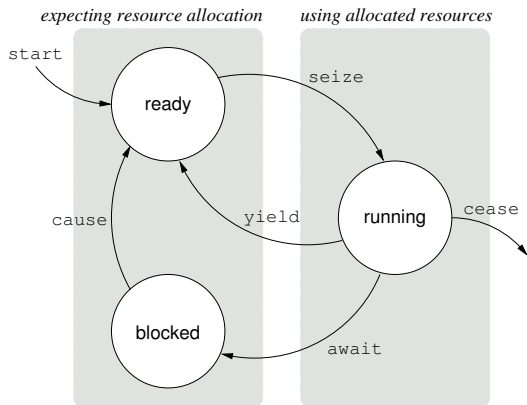 expecting resource allocation
using allocated resources
start
seize
ready
cause
yield
running
cease
blocked
await